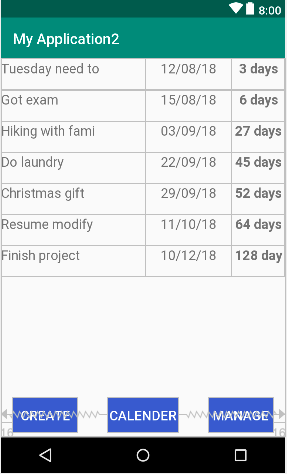 8:00
My Application2
Tuesday need to 12/08/18 3 days
Got exam 15/08/18 6 days
Hiking with fami 03/09/18 27 days
Do laundry 22/09/18 45 days
Christmas gift 29/09/18 52 days
Resume modify 11/10/18 64 days
Finish project 10/12/18 128 day
CREATE CALENDER MANAGE
16 16